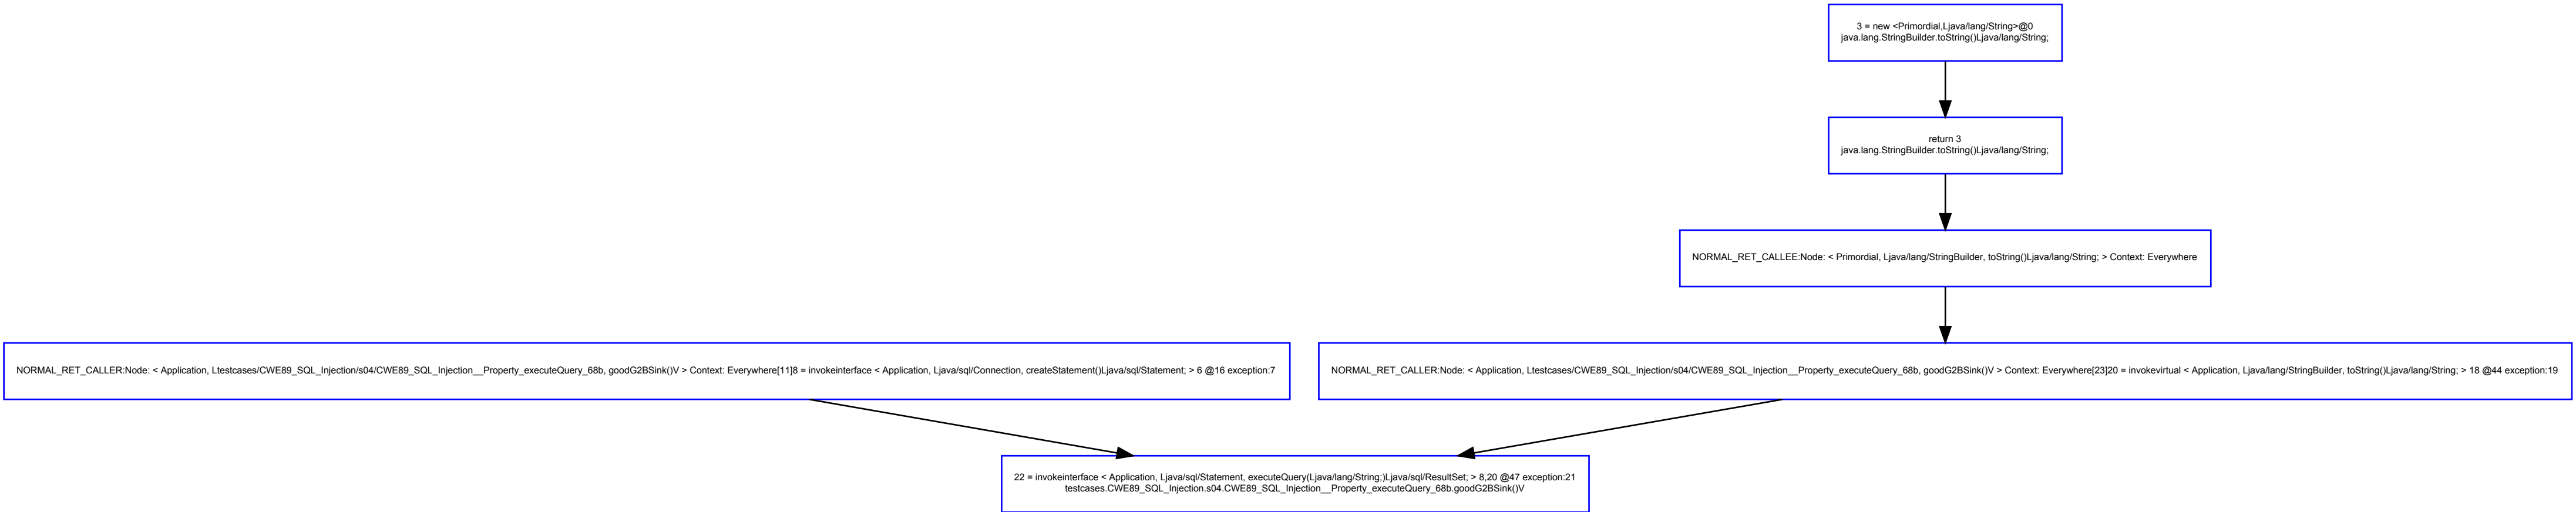 3 = new <Primordial,Ljava/lang/String>@0
java.lang.StringBuilder.toString()Ljava/lang/String;
return 3
java.lang.StringBuilder.toString()Ljava/lang/String;
NORMAL_RET_CALLEE:Node: < Primordial, Ljava/lang/StringBuilder, toString()Ljava/lang/String; > Context: Everywhere
NORMAL_RET_CALLER:Node: < Application, Ltestcases/CWE89_SQL_Injection/s04/CWE89_SQL_Injection__Property_executeQuery_68b, goodG2BSink()V > Context: Everywhere[11]8 = invokeinterface < Application, Ljava/sql/Connection, createStatement()Ljava/sql/Statement; > 6 @16 exception:7
NORMAL_RET_CALLER:Node: < Application, Ltestcases/CWE89_SQL_Injection/s04/CWE89_SQL_Injection__Property_executeQuery_68b, goodG2BSink()V > Context: Everywhere[23]20 = invokevirtual < Application, Ljava/lang/StringBuilder, toString()Ljava/lang/String; > 18 @44 exception:19
22 = invokeinterface < Application, Ljava/sql/Statement, executeQuery(Ljava/lang/String;)Ljava/sql/ResultSet; > 8,20 @47 exception:21
testcases.CWE89_SQL_Injection.s04.CWE89_SQL_Injection__Property_executeQuery_68b.goodG2BSink()V